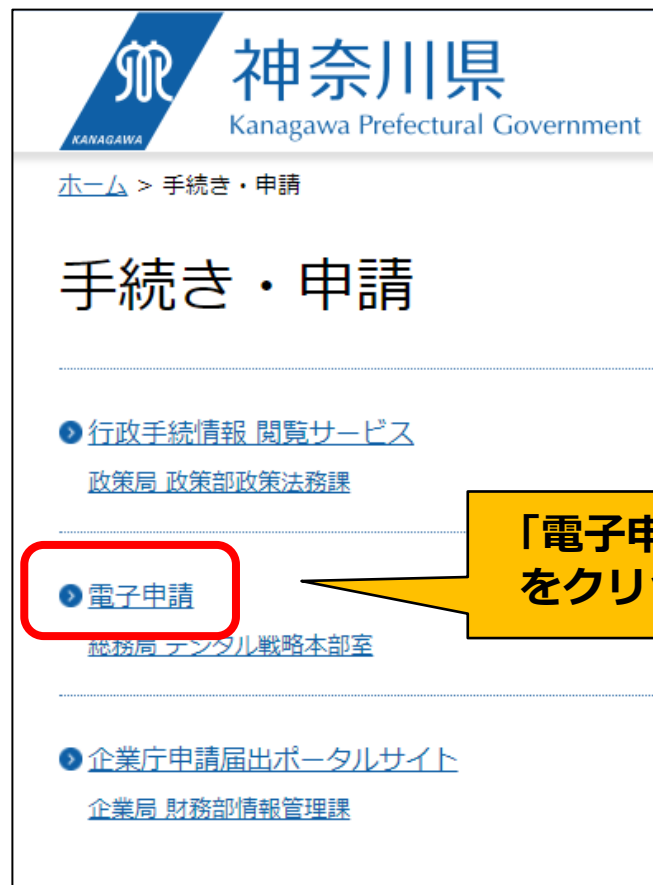 KANAGAWA
神奈川県
Kanagawa Prefectural Government
ホーム > 手続き・申請
手続き・申請
行政手続情報 閲覧サービス
政策局 政策部政策法務課
「電子申
をクリ
電子申請
総務局 デジタル戦略本部室
企業庁申請届出ポータルサイト
企業局 財務部情報管理課